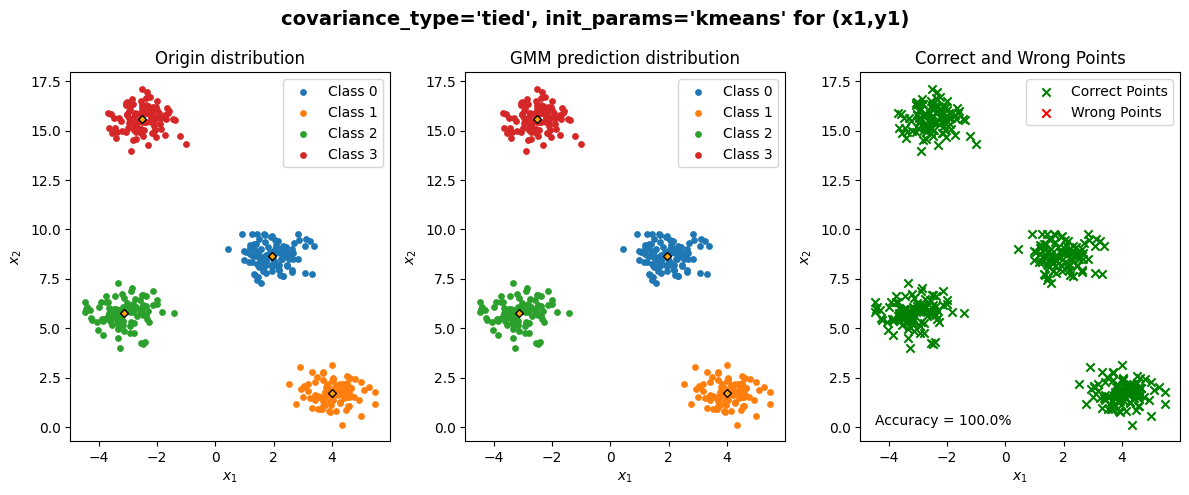 covariance_type='tied', init_params='kmeans' for (x1,y1)
Origin distribution
17.5
15.0
12.5
10.0
7.5
5.0
2.5
0.0
x₂
−4 −2 0 2 4
x₁
Class 0
Class 1
Class 2
Class 3
GMM prediction distribution
17.5
15.0
12.5
10.0
7.5
5.0
2.5
0.0
x₂
−4 −2 0 2 4
x₁
Class 0
Class 1
Class 2
Class 3
Correct and Wrong Points
17.5
15.0
12.5
10.0
7.5
5.0
2.5
0.0
x₂
−4 −2 0 2 4
x₁
Correct Points
Wrong Points
Accuracy = 100.0%